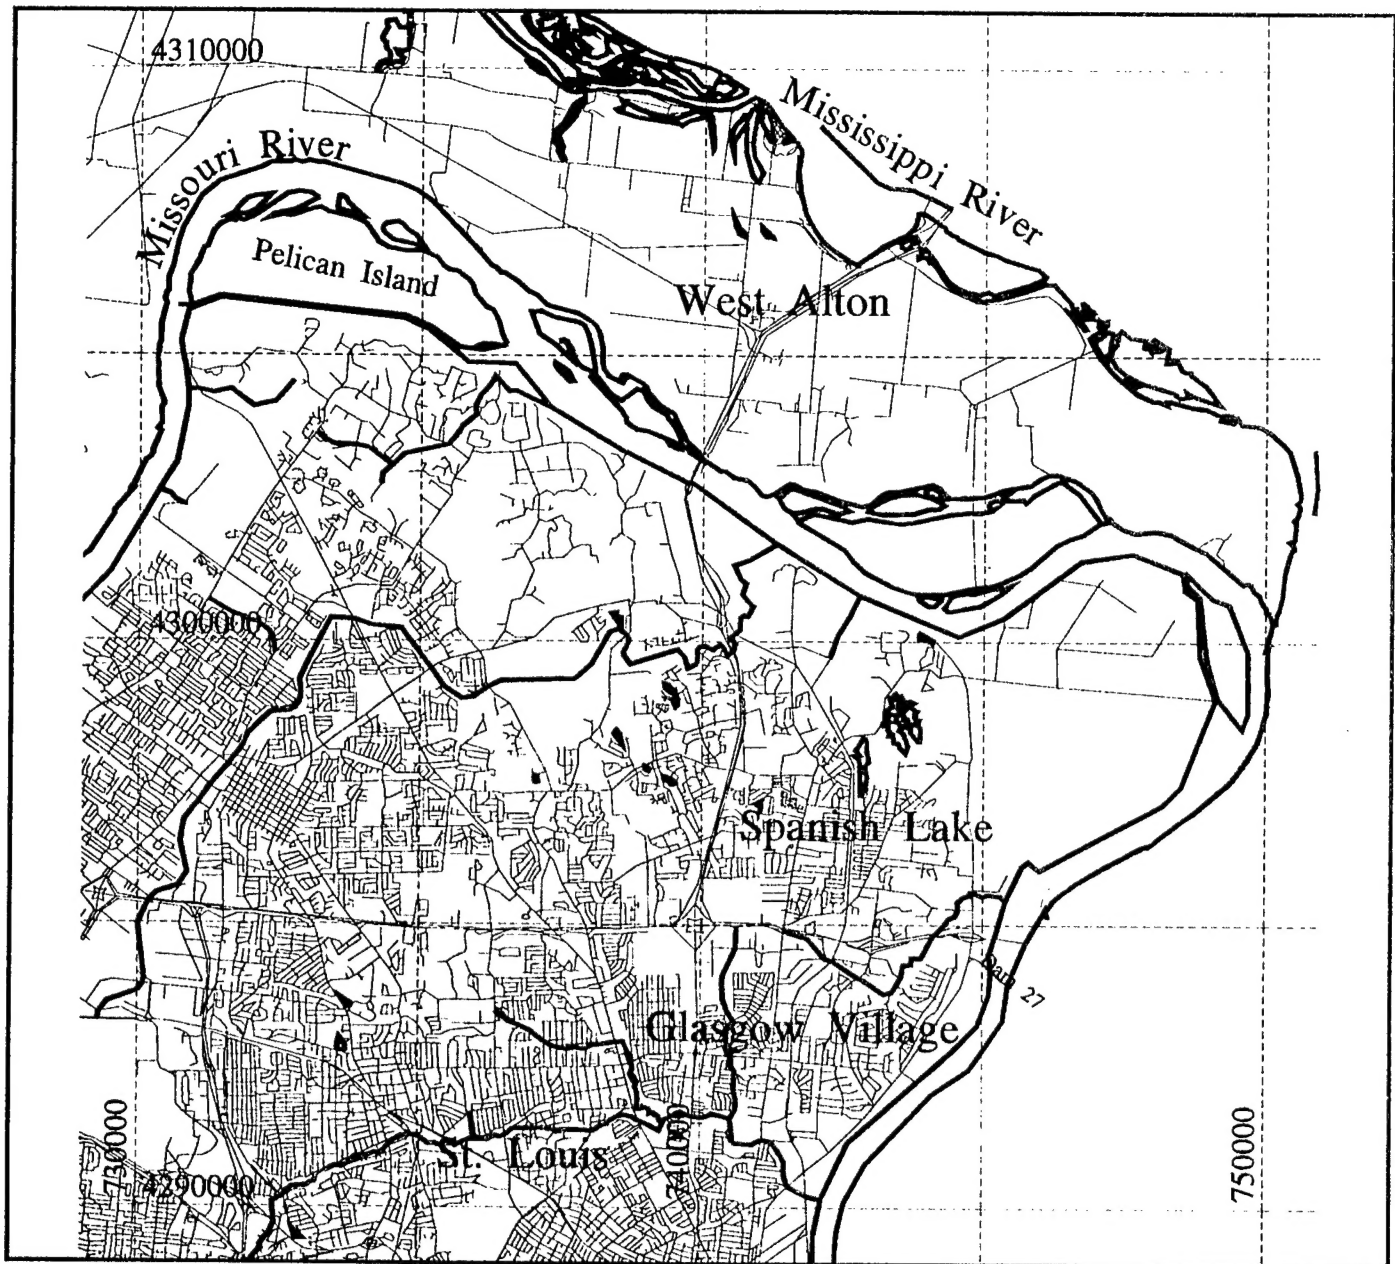 4310000
Mississippi River
Missouri River
Pelican Island
West Alton
4300000
Spanish Lake
27
Glasgow Village
730000
740000
750000
St. Louis
4290000